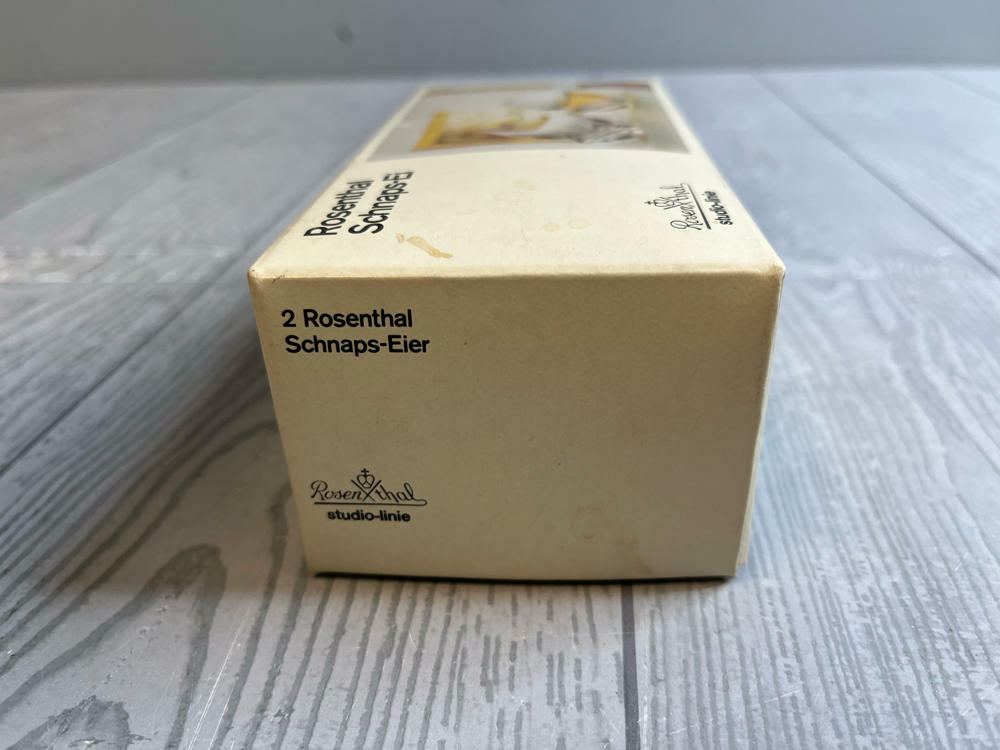 Rosenthal
Schnaps-Ei
Rosenthal
studio-linie
2 Rosenthal
Schnaps-Eier
Rosenthal
studio-linie